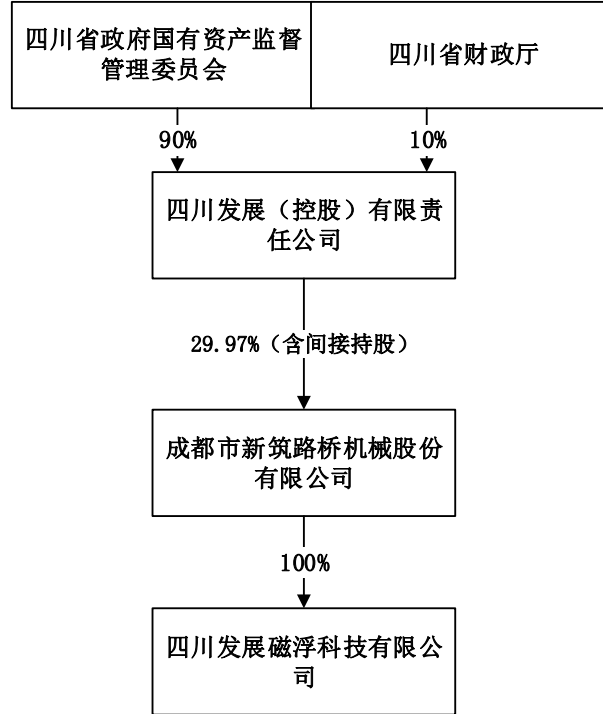 四川省政府国有资产监督
管理委员会
四川省财政厅
90%
10%
四川发展（控股）有限责
任公司
29.97%（含间接持股）
成都市新筑路桥机械股份
有限公司
100%
四川发展磁浮科技有限公
司